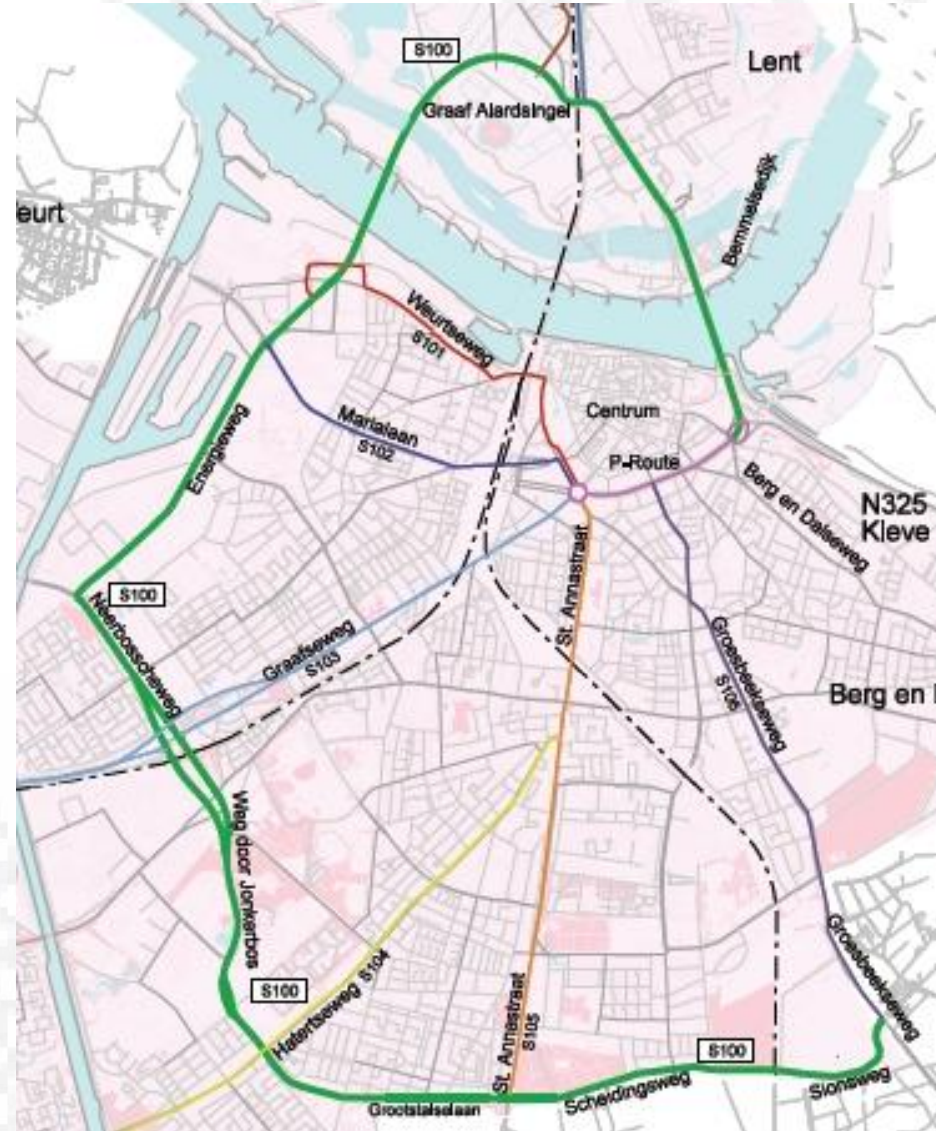 S100
Lent
Graaf Alardsingel
Bemmelsedijk
eurt
Weurtseweg
S101
Centrum
Marialaan
S102
P-Route
Energieweg
Berg en Dalseweg
N325
Kleve
St. Annastraat
S100
Neerbosscheweg
Graafseweg
S103
Groesbeekseweg
S106
Berg en
Weg door Jonkerbos
Groesbeekseweg
S100
Hatertseweg S104
St. Annastraat
S105
S100
Grootstalselaan
Scheidingsweg
Sionsweg